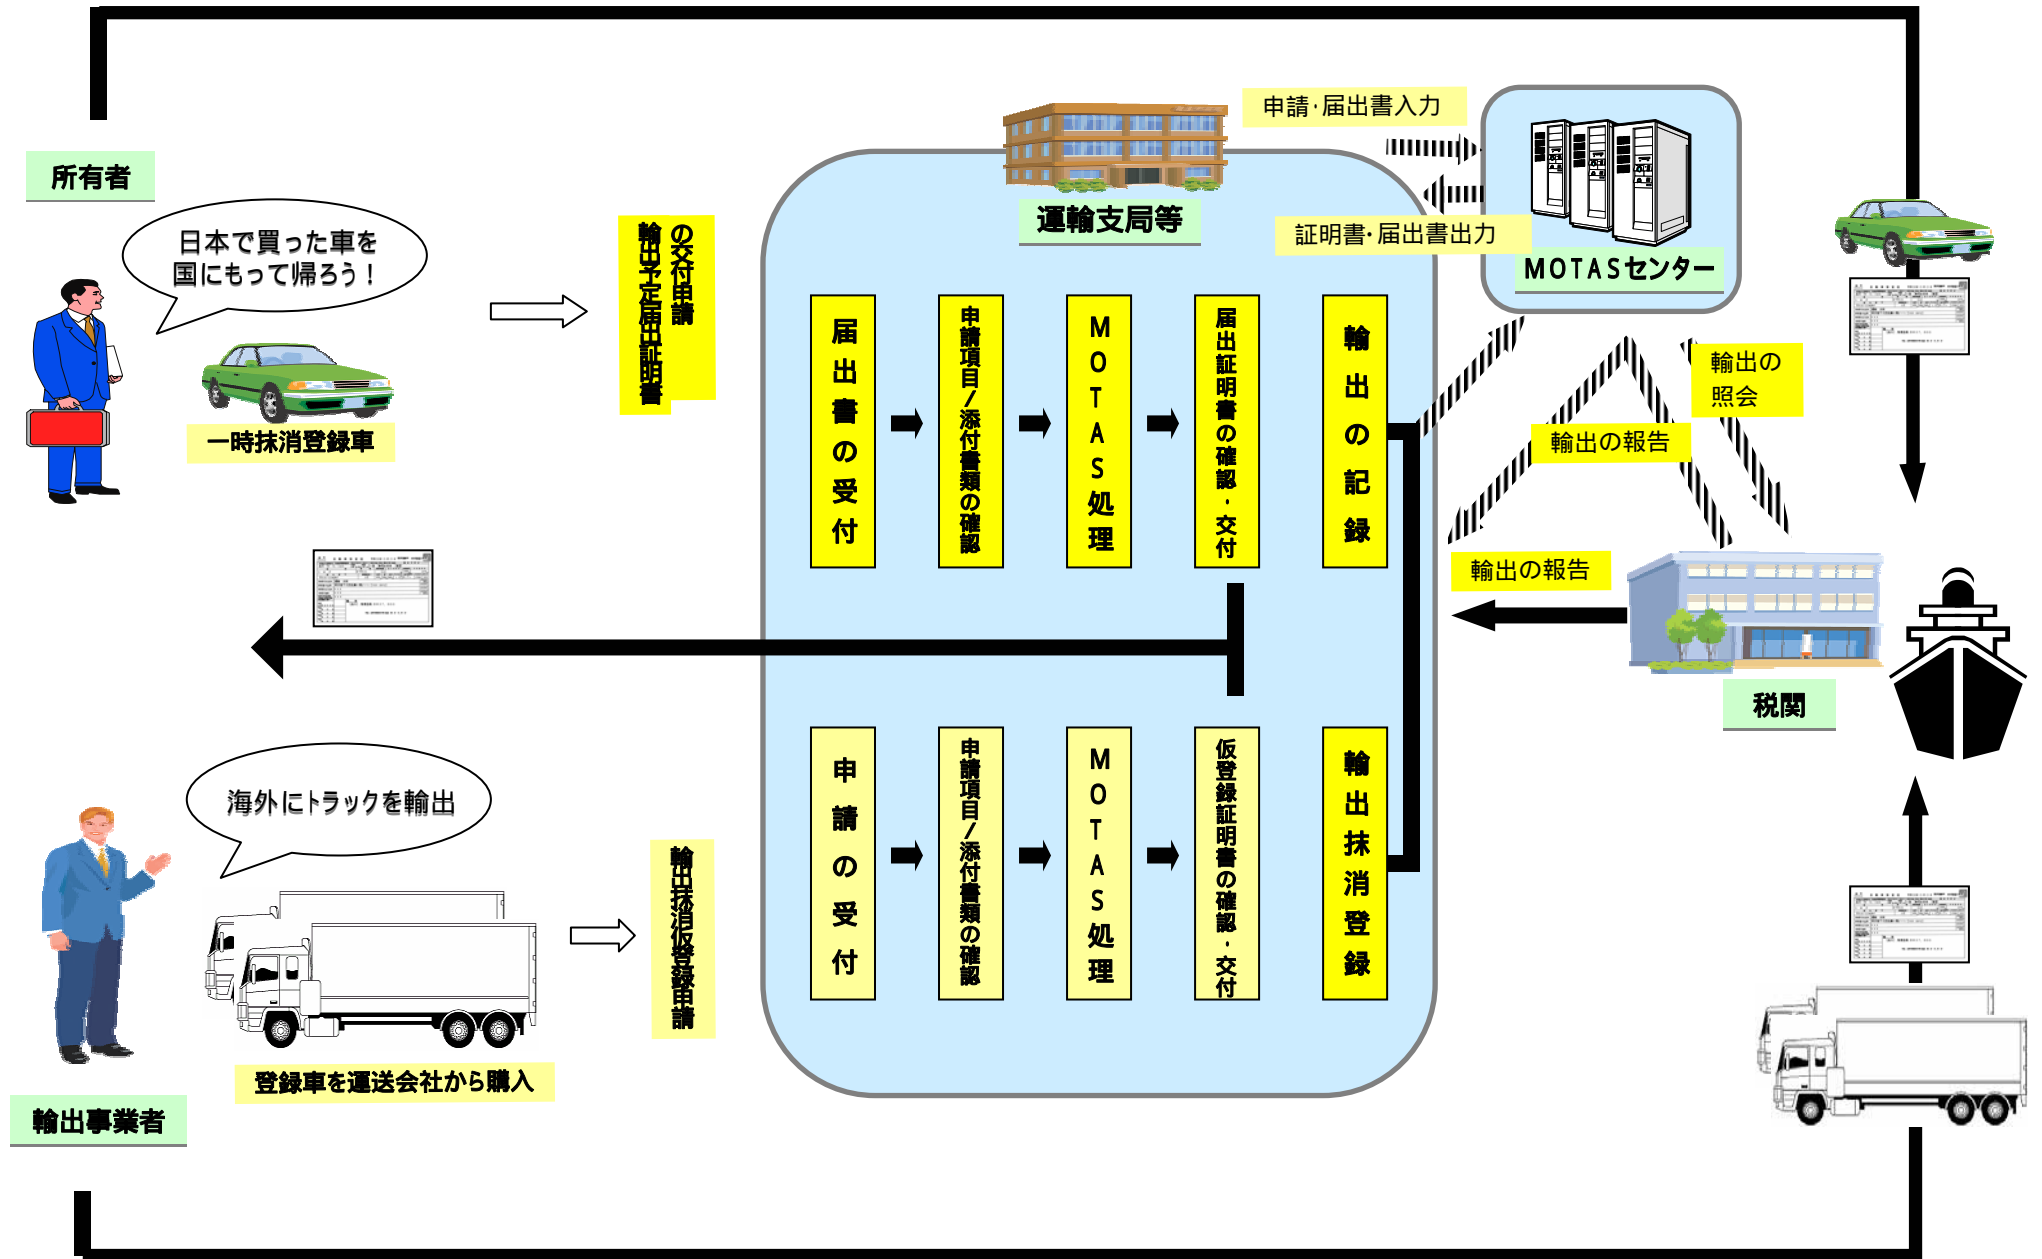 所有者
日本で買った車を
国にもって帰ろう！
一時抹消登録車
輸出予定届出証明書
の交付申請
運輸支局等
申請・届出書入力
証明書・届出書出力
MOTASセンター
届出書の受付
申請項目/添付書類の確認
MOTAS処理
届出証明書の確認・交付
輸出の記録
輸出の
照会
輸出の報告
輸出の報告
税関
海外にトラックを輸出
輸出抹消仮登録申請
登録車を運送会社から購入
輸出事業者
申請の受付
申請項目/添付書類の確認
MOTAS処理
仮登録証明書の確認・交付
輸出抹消登録